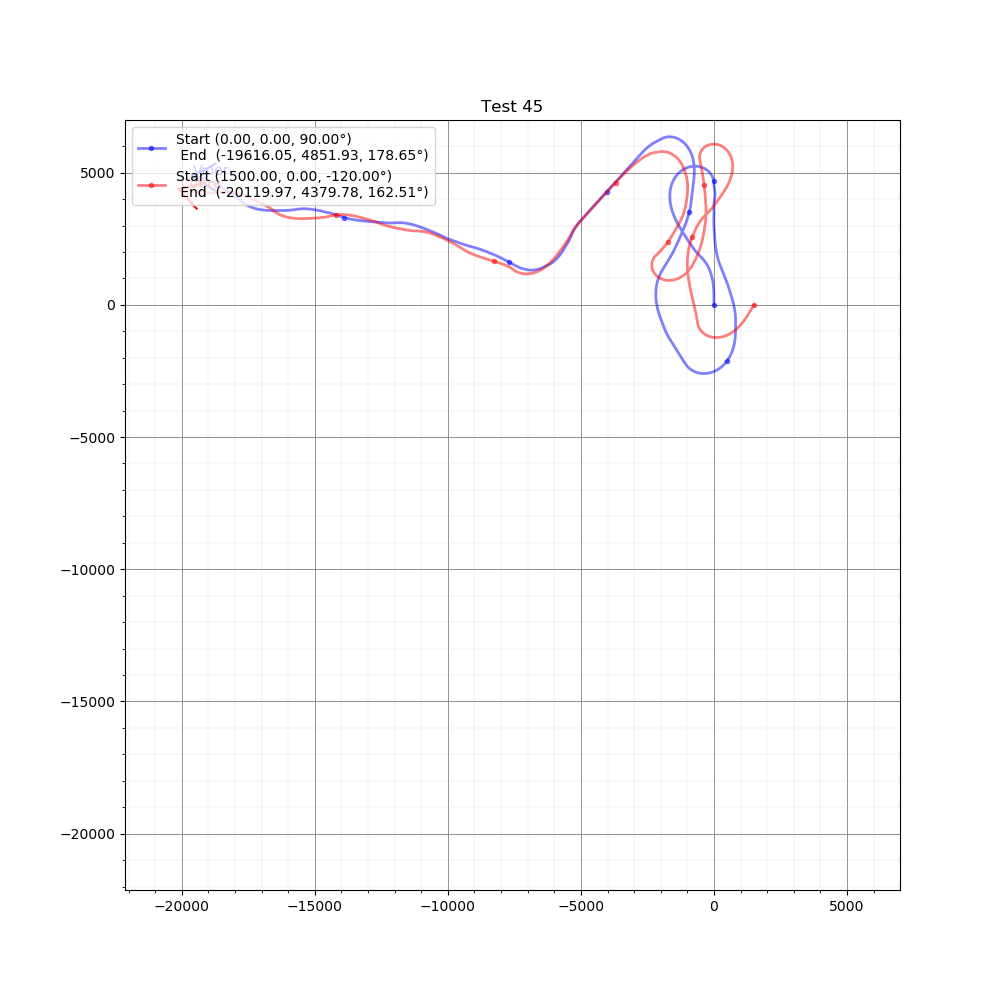 Test 45
Start (0.00, 0.00, 90.00°)
End (-19616.05, 4851.93, 178.65°)
Start (1500.00, 0.00, -120.00°)
End (-20119.97, 4379.78, 162.51°)
5000
0
−5000
−10000
−15000
−20000
−20000
−15000
−10000
−5000
0
5000